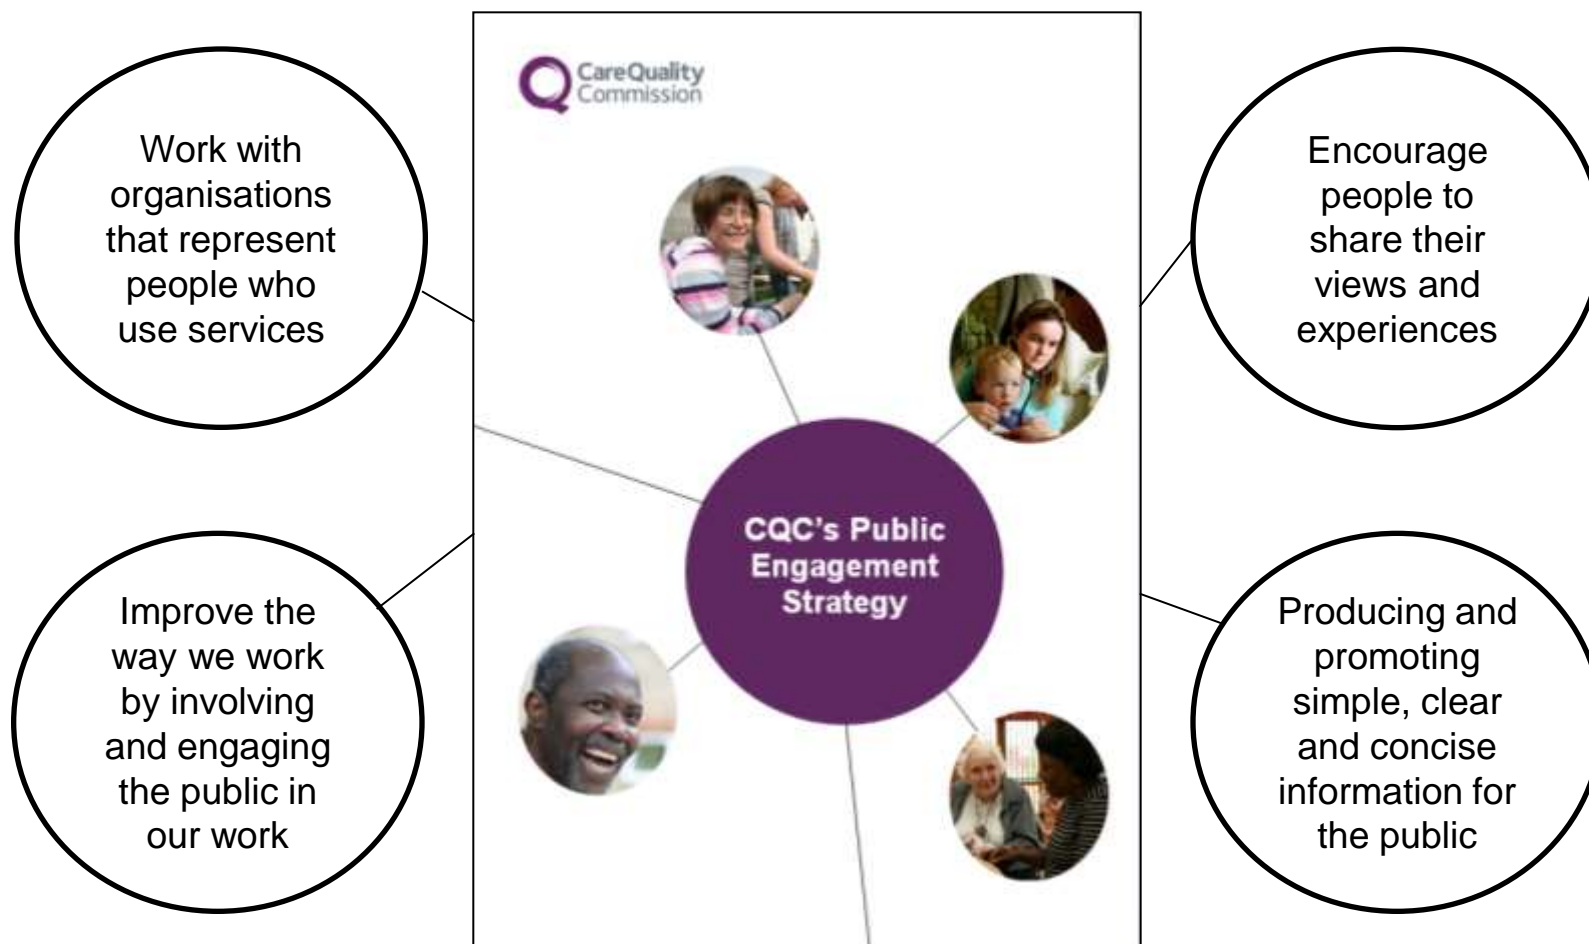 CareQuality
Commission
Work with
organisations
that represent
people who
use services
Encourage
people to
share their
views and
experiences
CQC's Public
Engagement
Strategy
Improve the
way we work
by involving
and engaging
the public in
our work
Producing and
promoting
simple, clear
and concise
information for
the public